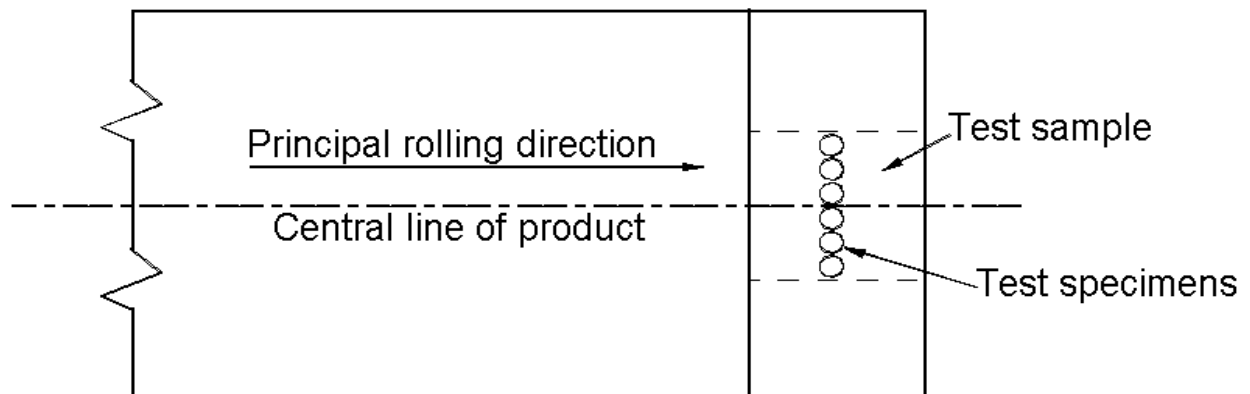 Test sample
Principal rolling direction
Central line of product
Test specimens